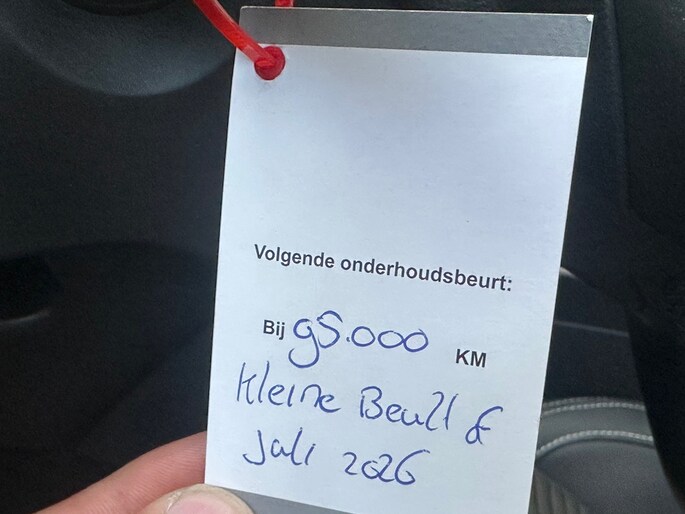 Volgende onderhoudsbeurt:
Bij 95.000 KM
Kleine Beurt
Juli 2026